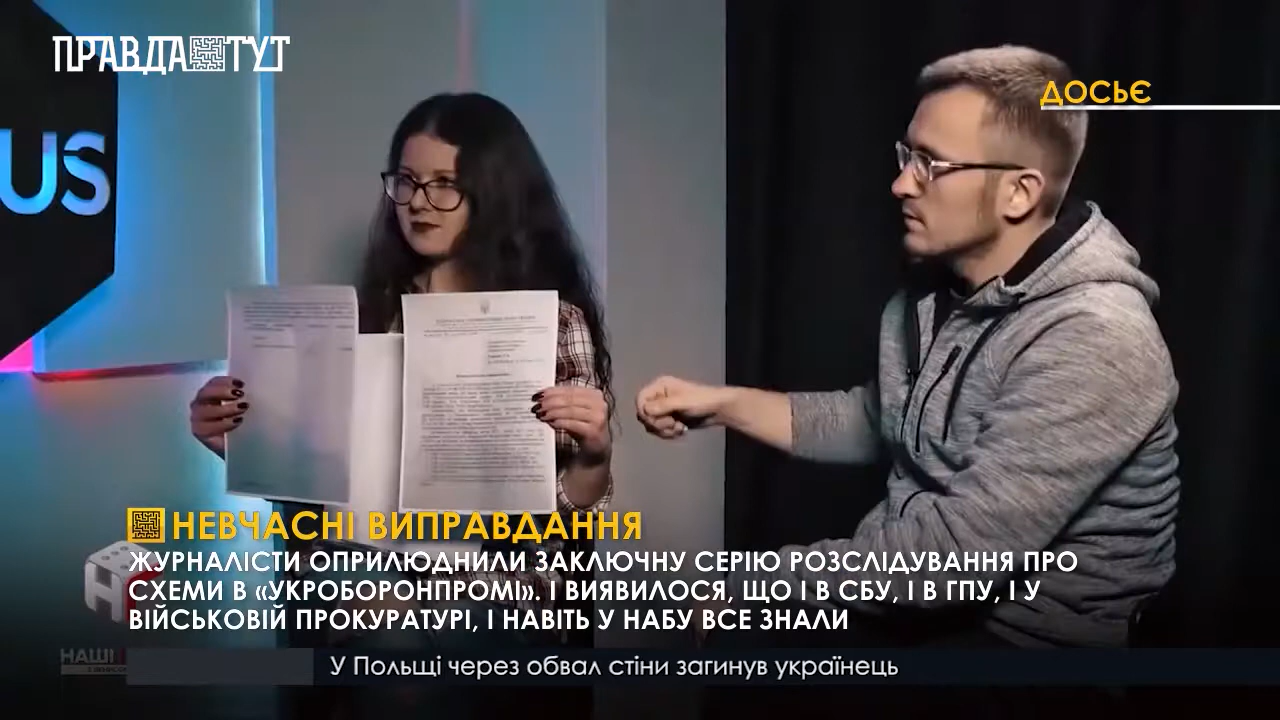 ПРАВДА ТУТ
ДОСЬЄ
US
НЕВЧАСНІ ВИПРАВДАННЯ
ЖУРНАЛІСТИ ОПРИЛЮДНИЛИ ЗАКЛЮЧНУ СЕРІЮ РОЗСЛІДУВАННЯ ПРО
СХЕМИ В «УКРОБОРОНПРОМІ». І ВИЯВИЛОСЯ, ЩО І В СБУ, І В ГПУ, І У
ВІЙСЬКОВІЙ ПРОКУРАТУРІ, І НАВІТЬ У НАБУ ВСЕ ЗНАЛИ
НАШІ
У Польщі через обвал стіни загинув українець